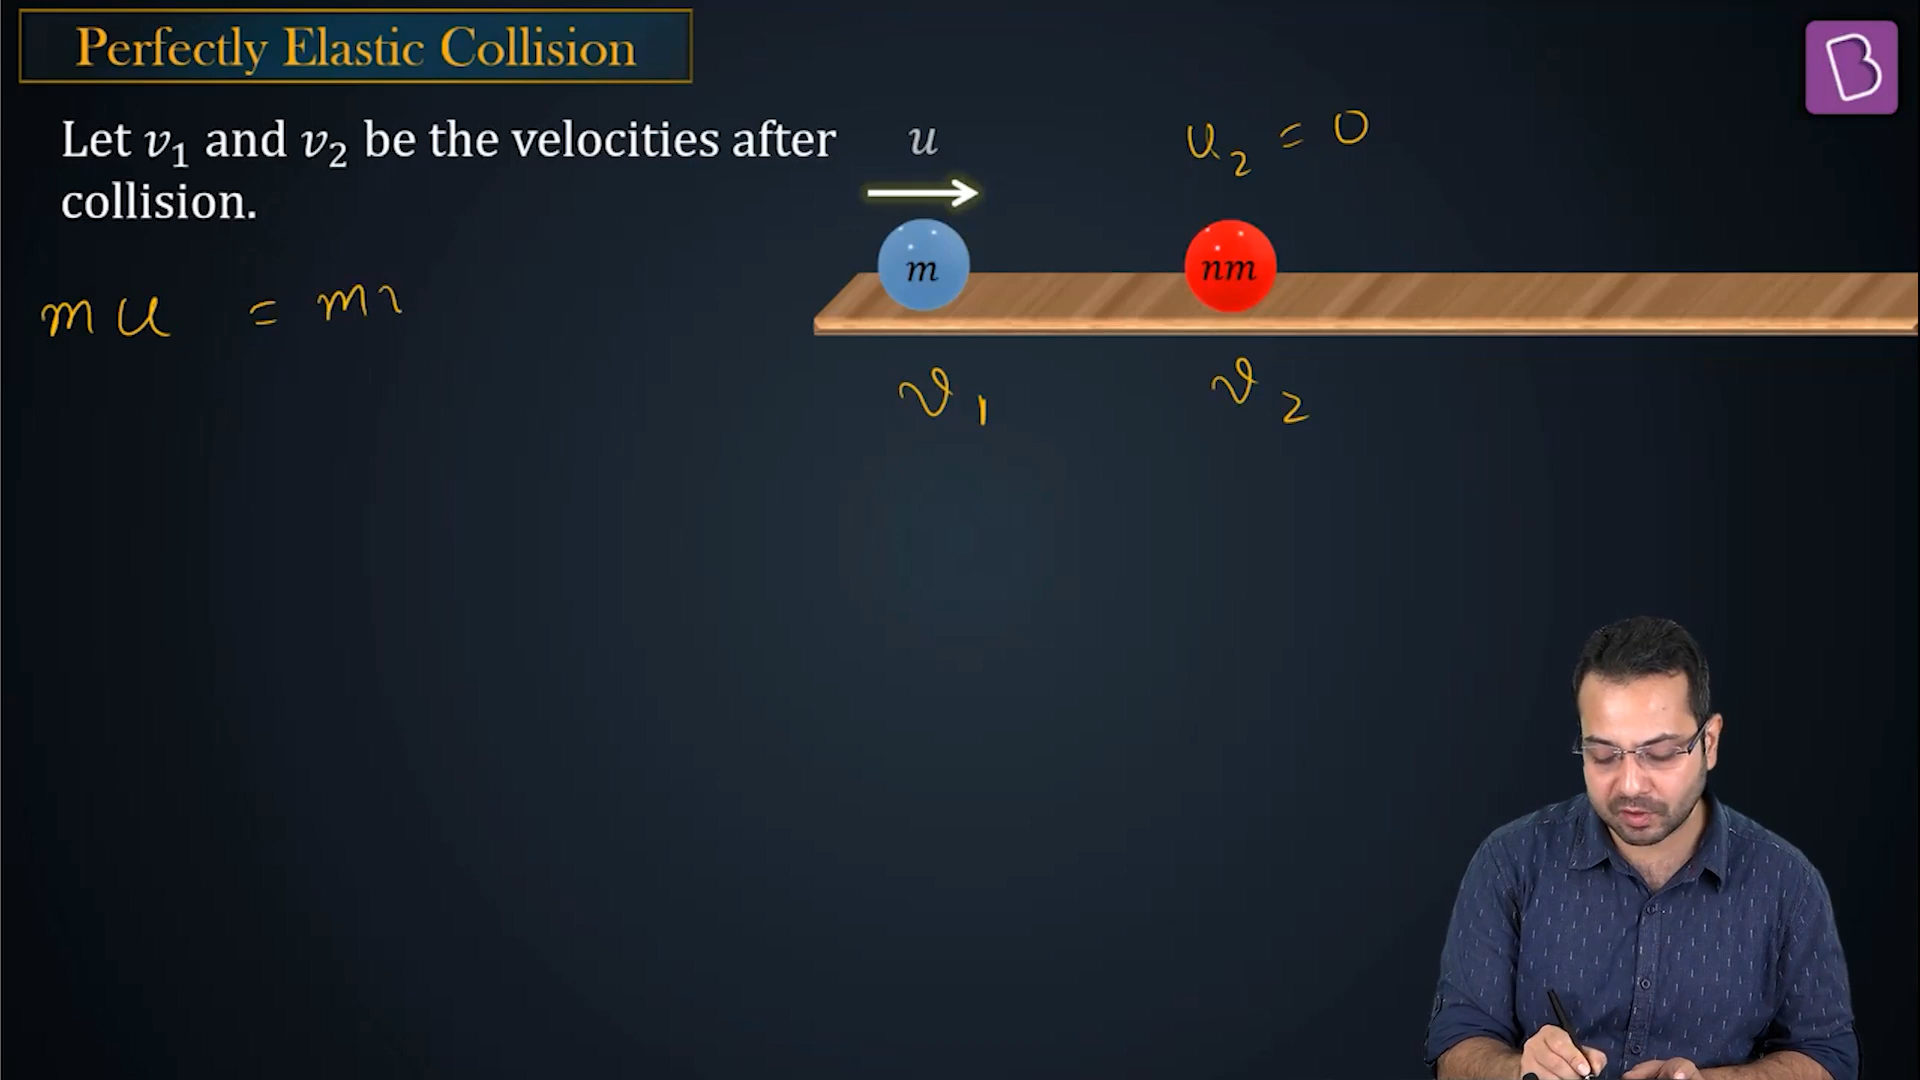 Perfectly Elastic Collision
Let v₁ and v₂ be the velocities after
collision.
u
u₂ = 0
m
nm
mu = m
v₁
v₂
B